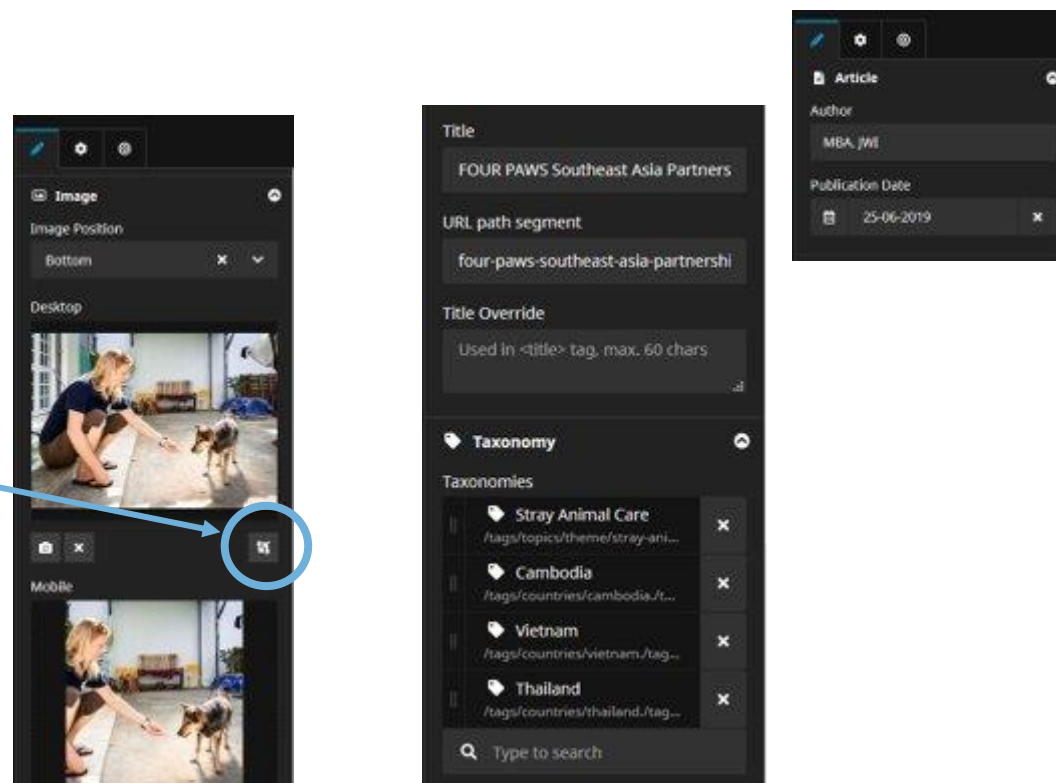 Image
Image Position
Bottom
Desktop
Mobile
Title
FOUR PAWS Southeast Asia Partners
URL path segment
four-paws-southeast-asia-partnershi
Title Override
Used in <title> tag, max. 60 chars
Taxonomy
Taxonomies
Stray Animal Care
/tags/topics/theme/stray-ani...
Cambodia
/tags/countries/cambodia./t...
Vietnam
/tags/countries/vietnam./tag...
Thailand
/tags/countries/thailand./tag...
Type to search
Article
Author
MBA, JWI
Publication Date
25-06-2019